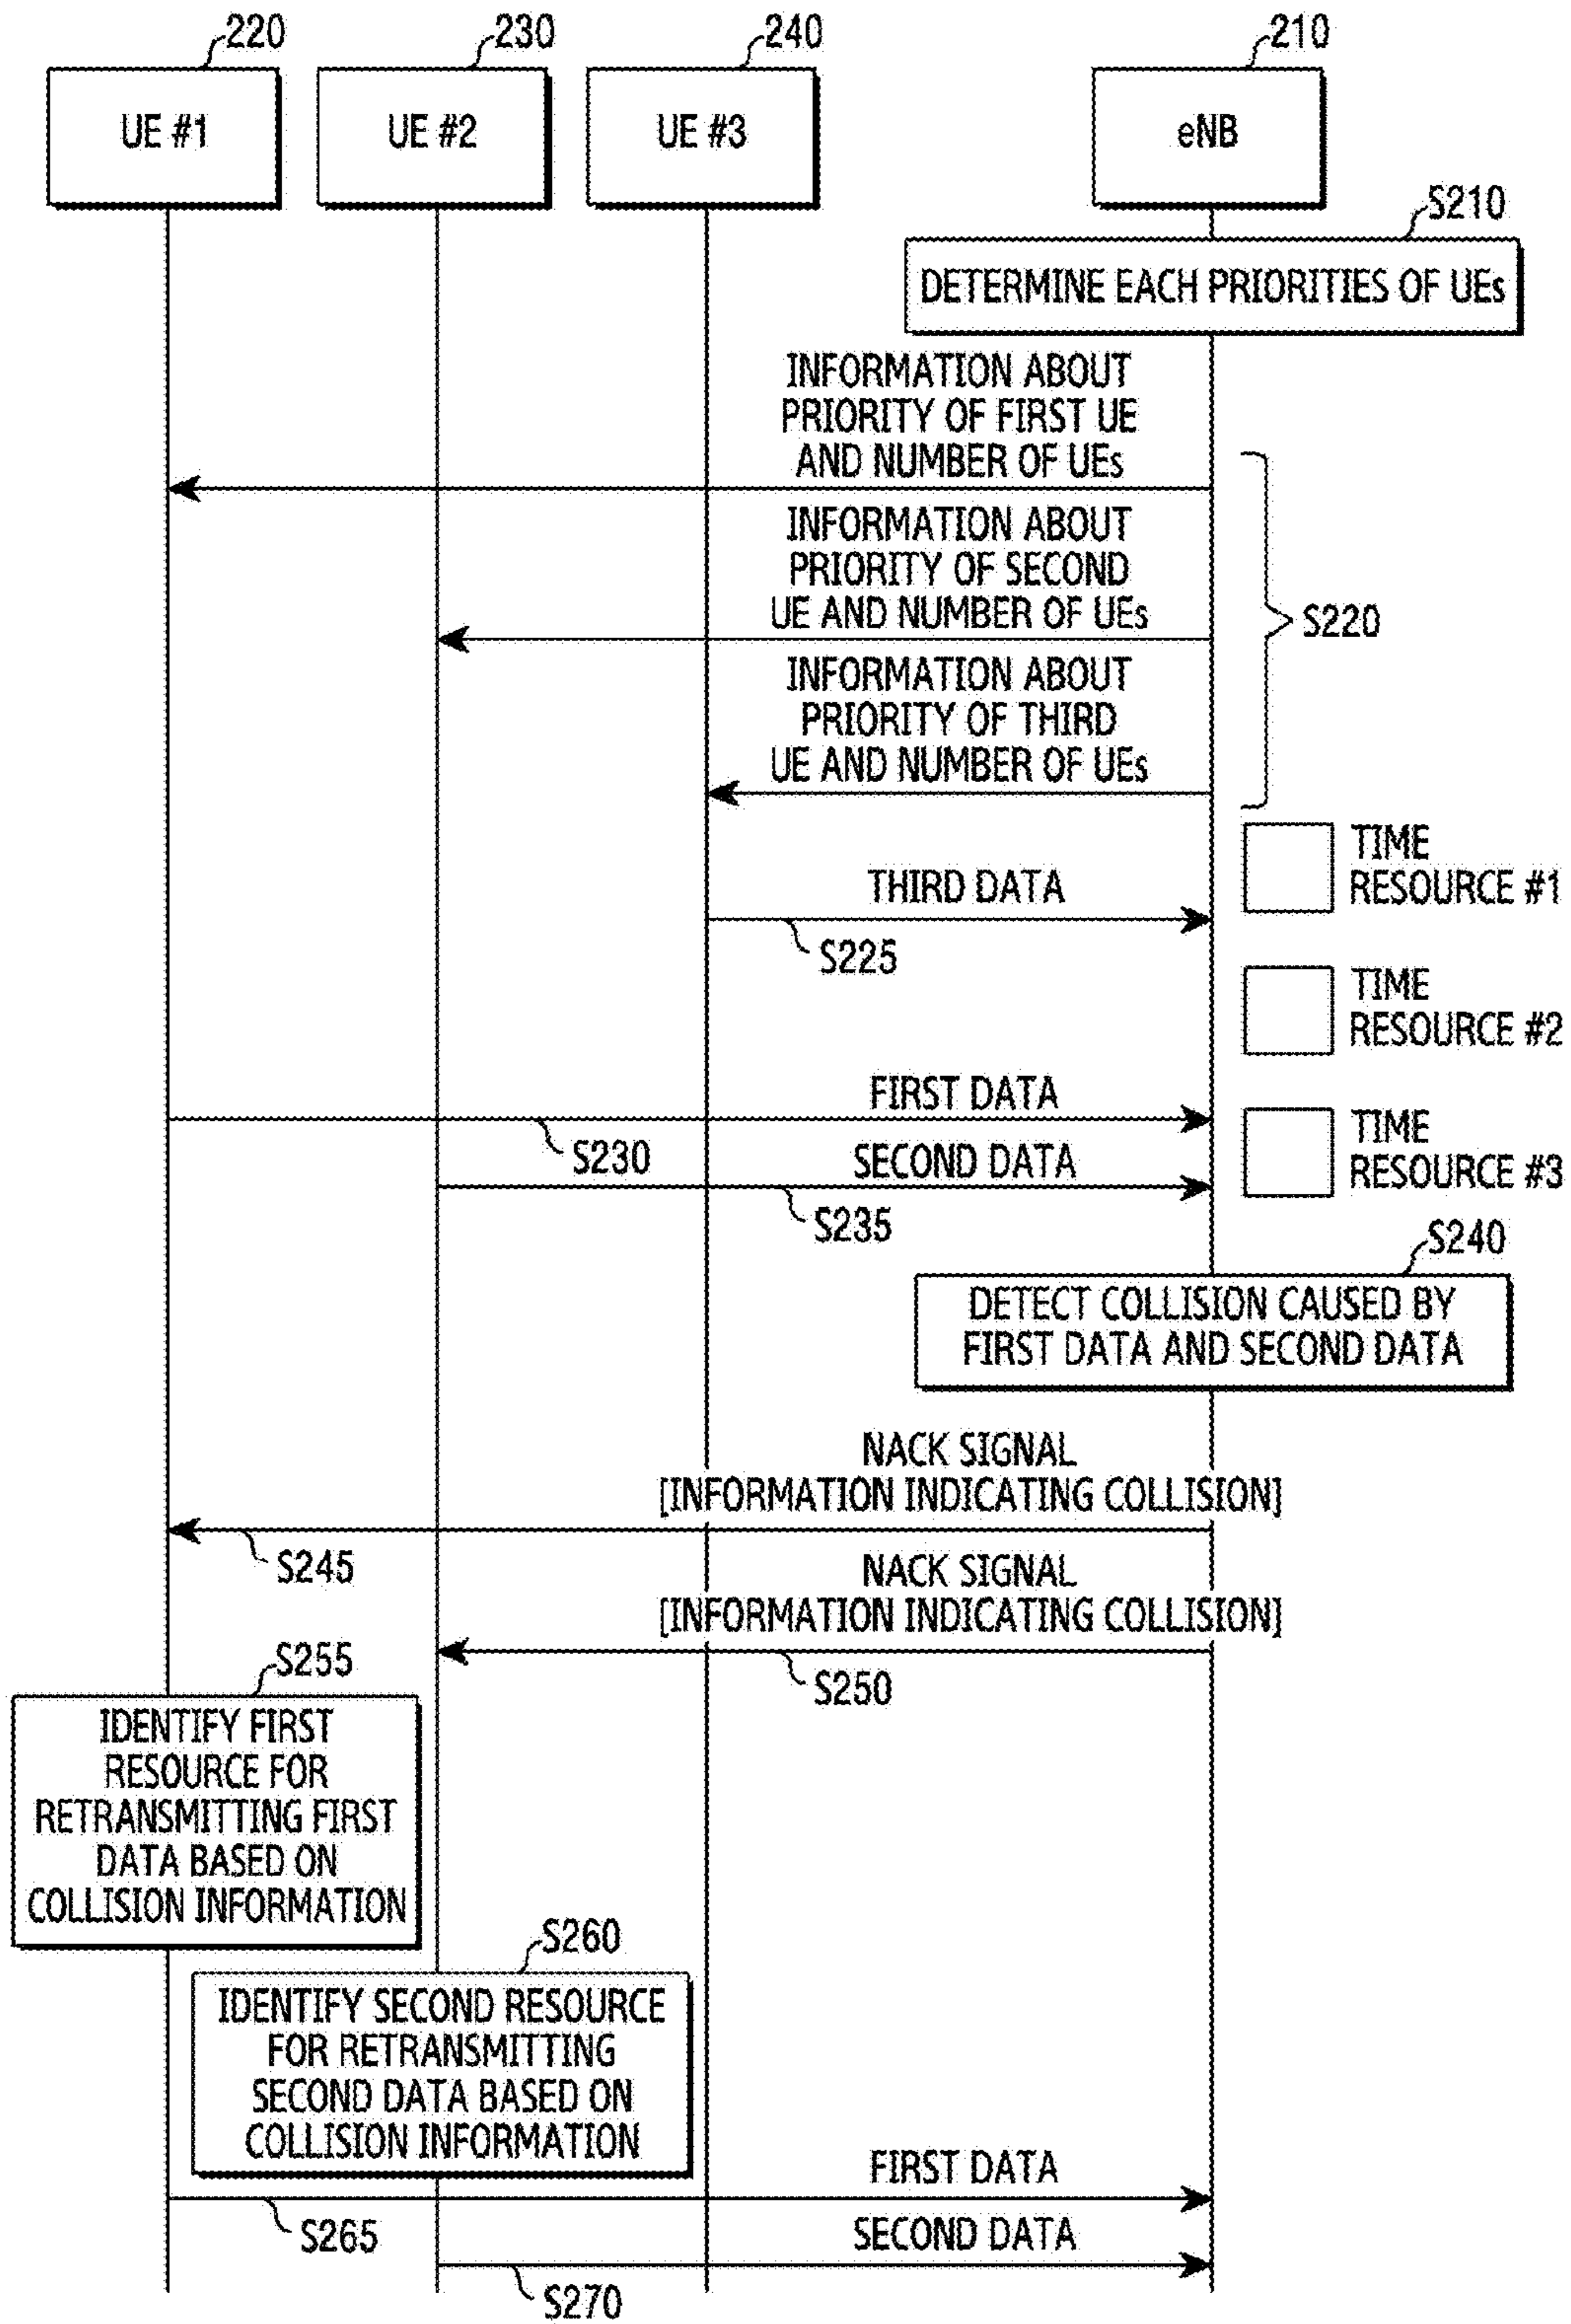 220
230
240
210
UE #1
UE #2
UE #3
eNB
S210
DETERMINE EACH PRIORITIES OF UEs
INFORMATION ABOUT
PRIORITY OF FIRST UE
AND NUMBER OF UEs
INFORMATION ABOUT
PRIORITY OF SECOND
UE AND NUMBER OF UEs
S220
INFORMATION ABOUT
PRIORITY OF THIRD
UE AND NUMBER OF UEs
TIME
RESOURCE #1
THIRD DATA
S225
TIME
RESOURCE #2
FIRST DATA
S230
TIME
RESOURCE #3
SECOND DATA
S235
S240
DETECT COLLISION CAUSED BY
FIRST DATA AND SECOND DATA
NACK SIGNAL
[INFORMATION INDICATING COLLISION]
S245
NACK SIGNAL
[INFORMATION INDICATING COLLISION]
S250
S255
IDENTIFY FIRST
RESOURCE FOR
RETRANSMITTING FIRST
DATA BASED ON
COLLISION INFORMATION
S260
IDENTIFY SECOND RESOURCE
FOR RETRANSMITTING
SECOND DATA BASED ON
COLLISION INFORMATION
FIRST DATA
S265
SECOND DATA
S270